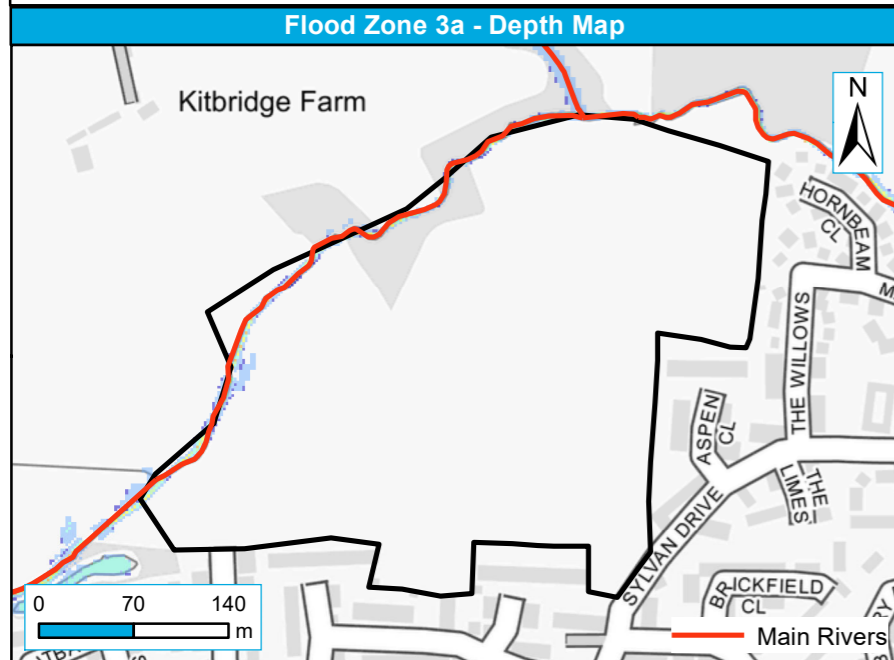 Flood Zone 3a - Depth Map
Kitbridge Farm
N
HORNBEAM
CL
THE WILLOWS
ASPEN
CL
THE
LIMES
SYLVAN DRIVE
BRICKFIELD
CL
0 70 140
m
Main Rivers